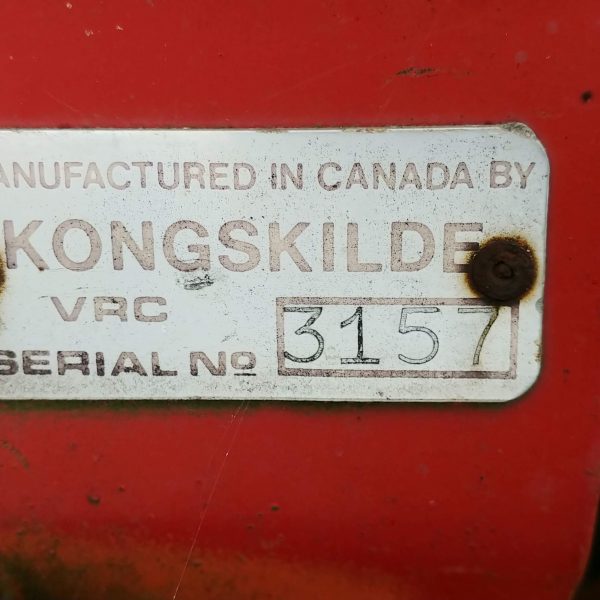 ANUFACTURED IN CANADA BY
KONGSKILDE
VRC
SERIAL Nº 3157